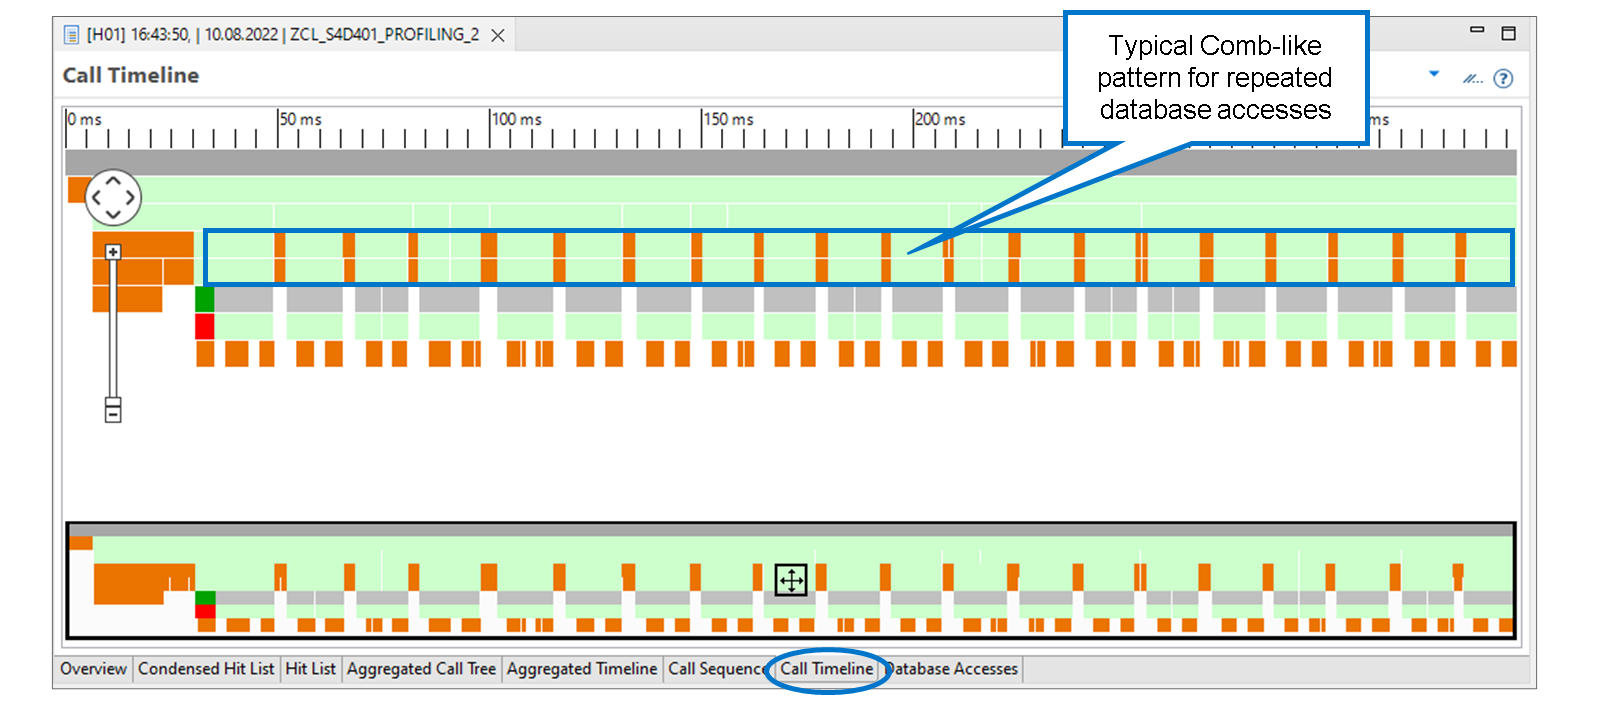 [H01] 16:43:50, | 10.08.2022 | ZCL_S4D401_PROFILING_2
Call Timeline
Typical Comb-like
pattern for repeated
database accesses
0 ms
50 ms
100 ms
150 ms
200 ms
ms
Overview
Condensed Hit List
Hit List
Aggregated Call Tree
Aggregated Timeline
Call Sequence
Call Timeline
Database Accesses